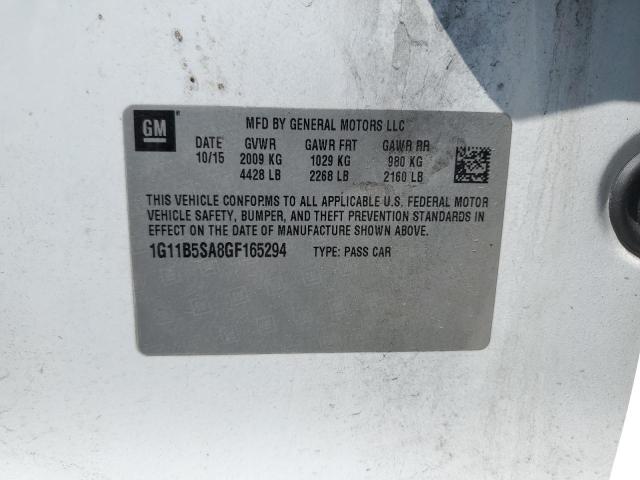 GM MFD BY GENERAL MOTORS LLC
DATE GVWR GAWR FRT GAWR RR
10/15 2009 KG 1029 KG 980 KG
4428 LB 2268 LB 2160 LB
THIS VEHICLE CONFORMS TO ALL APPLICABLE U.S. FEDERAL MOTOR
VEHICLE SAFETY, BUMPER, AND THEFT PREVENTION STANDARDS IN
EFFECT ON THE DATE OF MANUFACTURE SHOWN ABOVE.
1G11B5SA8GF165294 TYPE: PASS CAR